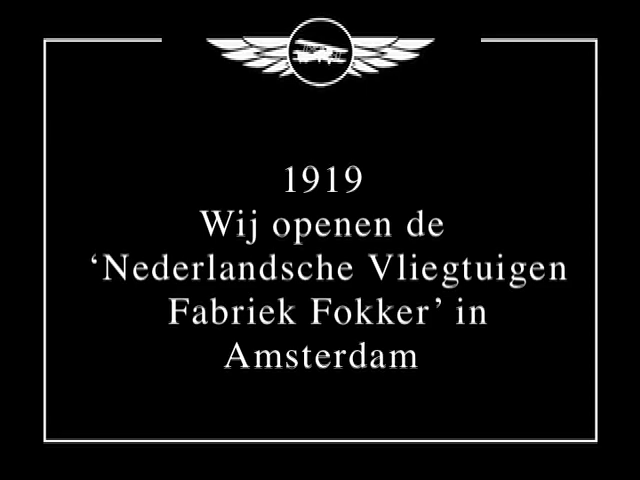 1919
Wij openen de
‘Nederlandsche Vliegtuigen
Fabriek Fokker’ in
Amsterdam